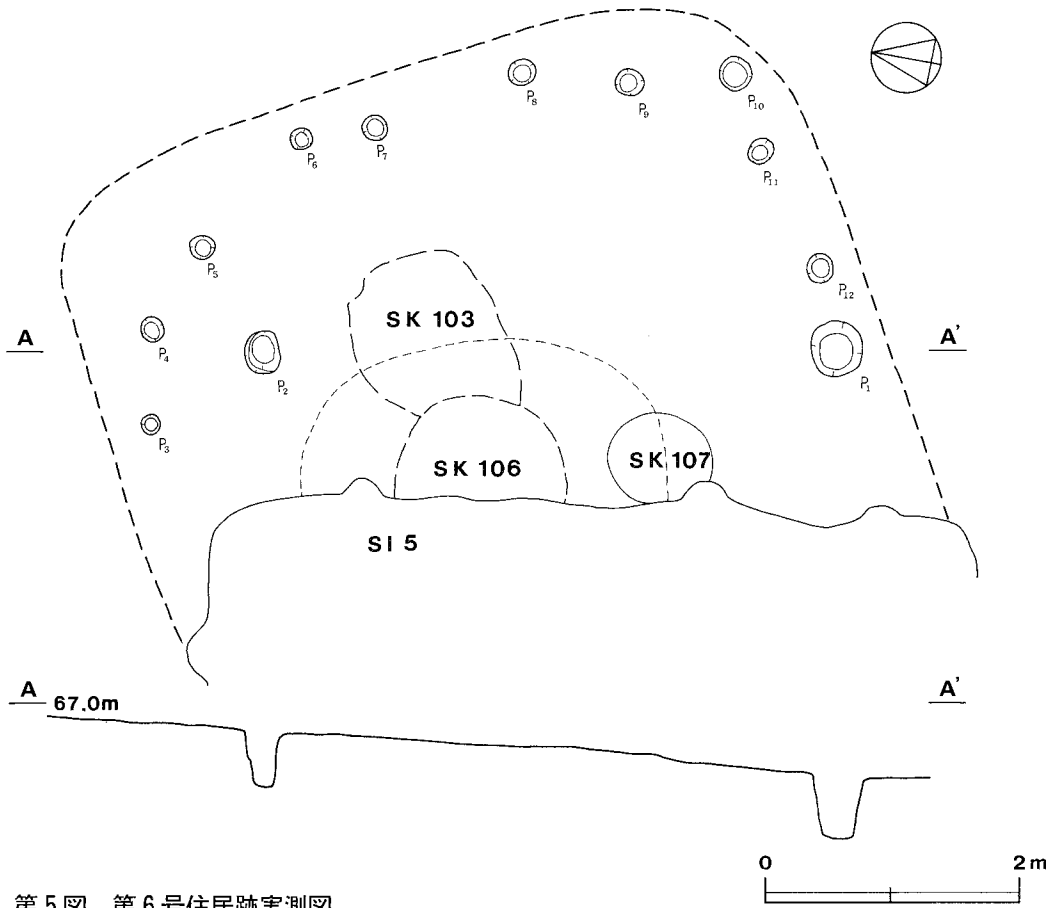 P₈
P₉
P₁₀
P₆
P₇
P₁₁
P₅
P₁₂
SK 103
A
A'
P₄
P₂
P₁
P₃
SK 106
SK 107
SI 5
A
67.0m
A'
0
2m
第5図 第6号住居跡実測図